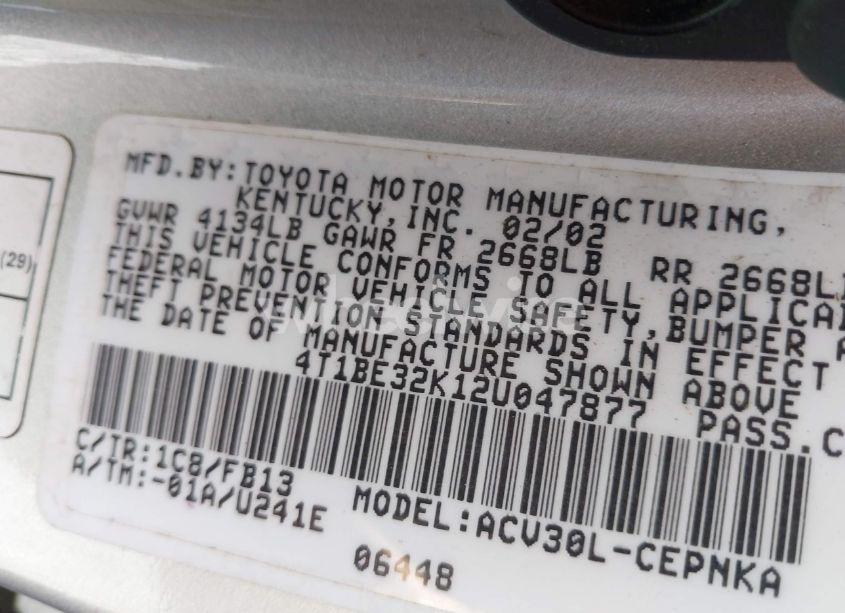 (29)
MFD.BY:TOYOTA MOTOR MANUFACTURING,
KENTUCKY,INC. 02/02
GVWR 4134LB GAWR FR 2668LB RR 2668L
THIS VEHICLE CONFORMS TO ALL APPLICA
FEDERAL MOTOR VEHICLE SAFETY,BUMPER A
THEFT PREVENTION STANDARDS IN EFFECT
THE DATE OF MANUFACTURE SHOWN ABOVE
4T1BE32K12U047877 PASS.C
C/TR:1C8/FB13
A/TM:-01A/U241E MODEL:ACV30L-CEPNKA
06448